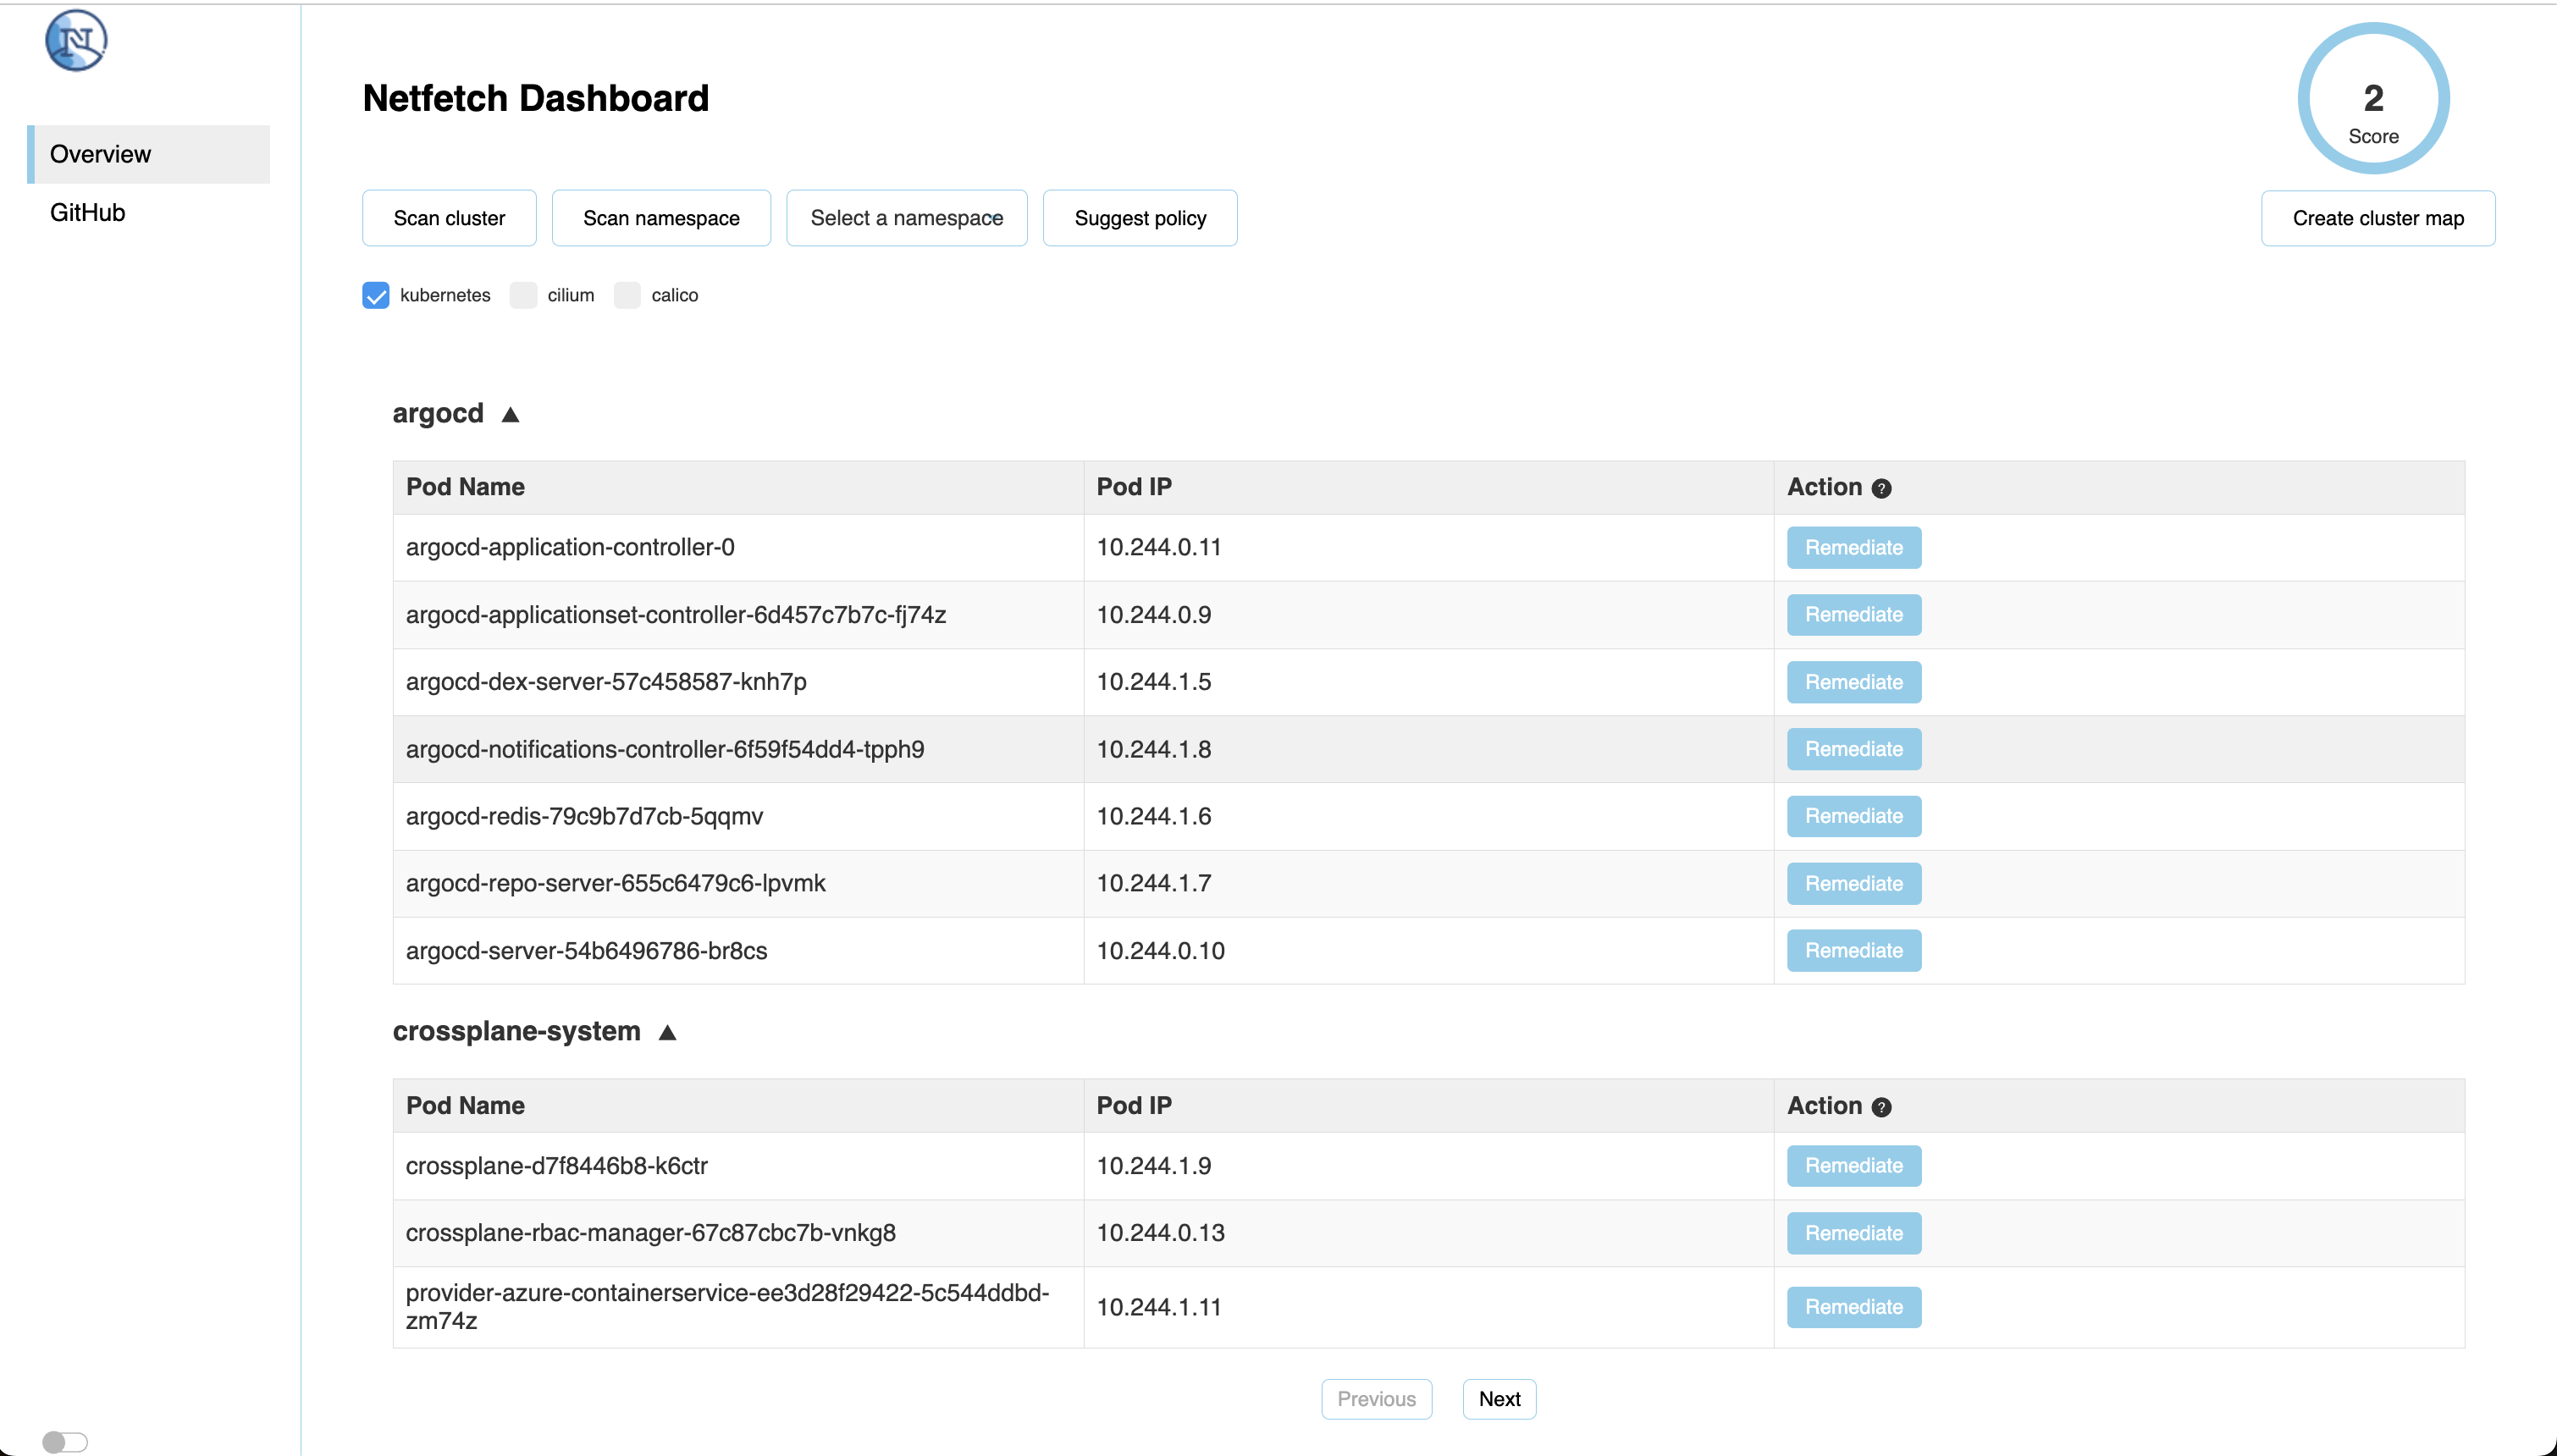 N
Overview
GitHub
Netfetch Dashboard
2
Score
Scan cluster Scan namespace Select a namespace Suggest policy Create cluster map
kubernetes cilium calico
argocd ▲
Pod Name Pod IP Action ?
argocd-application-controller-0 10.244.0.11 Remediate
argocd-applicationset-controller-6d457c7b7c-fj74z 10.244.0.9 Remediate
argocd-dex-server-57c458587-knh7p 10.244.1.5 Remediate
argocd-notifications-controller-6f59f54dd4-tpph9 10.244.1.8 Remediate
argocd-redis-79c9b7d7cb-5qqmv 10.244.1.6 Remediate
argocd-repo-server-655c6479c6-lpvmk 10.244.1.7 Remediate
argocd-server-54b6496786-br8cs 10.244.0.10 Remediate
crossplane-system ▲
Pod Name Pod IP Action ?
crossplane-d7f8446b8-k6ctr 10.244.1.9 Remediate
crossplane-rbac-manager-67c87cbc7b-vnkg8 10.244.0.13 Remediate
provider-azure-containerservice-ee3d28f29422-5c544ddbd-
zm74z 10.244.1.11 Remediate
Previous Next